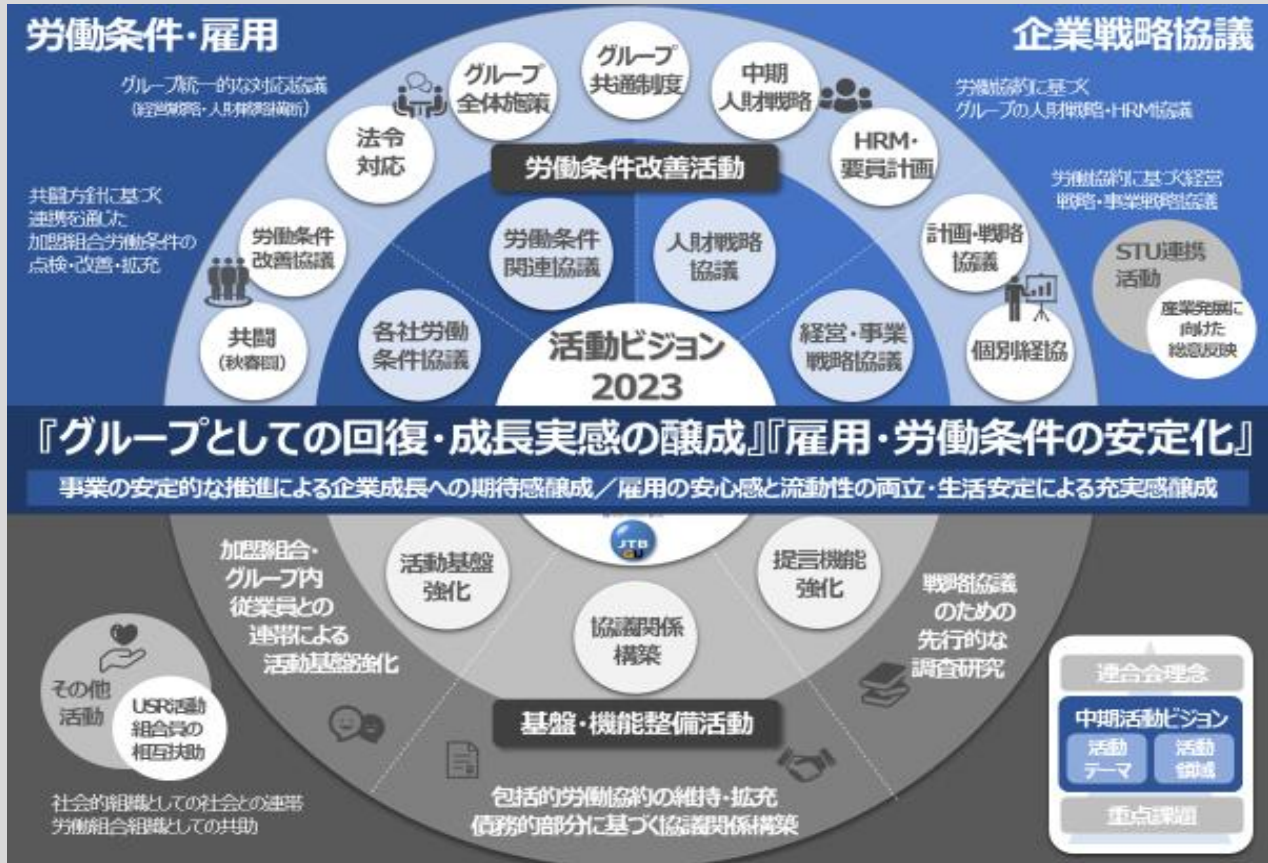 労働条件・雇用
企業戦略協議
グループ統一的な対応協議
(経営戦略・人財戦略横断)
労働協約に基づく
グループの人財戦略・HRM協議
共闘方針に基づく
連携を通じた
加盟組合労働条件の
点検・改善・拡充
労働協約に基づく経営
戦略・事業戦略協議
法令
対応
グループ
全体施策
グループ
共通制度
中期
人財戦略
HRM・
要員計画
労働条件
改善協議
共闘
(秋春闘)
計画・戦略
協議
個別経協
STU連携
活動
産業発展に
向けた
総意反映
労働条件改善活動
各社労働
条件協議
労働条件
関連協議
人財戦略
協議
経営・事業
戦略協議
活動ビジョン
2023
『グループとしての回復・成長実感の醸成』『雇用・労働条件の安定化』
事業の安定的な推進による企業成長への期待感醸成／雇用の安心感と流動性の両立・生活安定による充実感醸成
JTB
GU
加盟組合・
グループ内
従業員との
連帯による
活動基盤強化
活動基盤
強化
協議関係
構築
提言機能
強化
戦略協議
のための
先行的な
調査研究
基盤・機能整備活動
包括的労働協約の維持・拡充
債務的部分に基づく協議関係構築
その他
活動
USR活動
組合員の
相互扶助
社会的組織としての社会との連帯
労働組合組織としての共助
連合会理念
中期活動ビジョン
活動
テーマ
活動
領域
重点課題